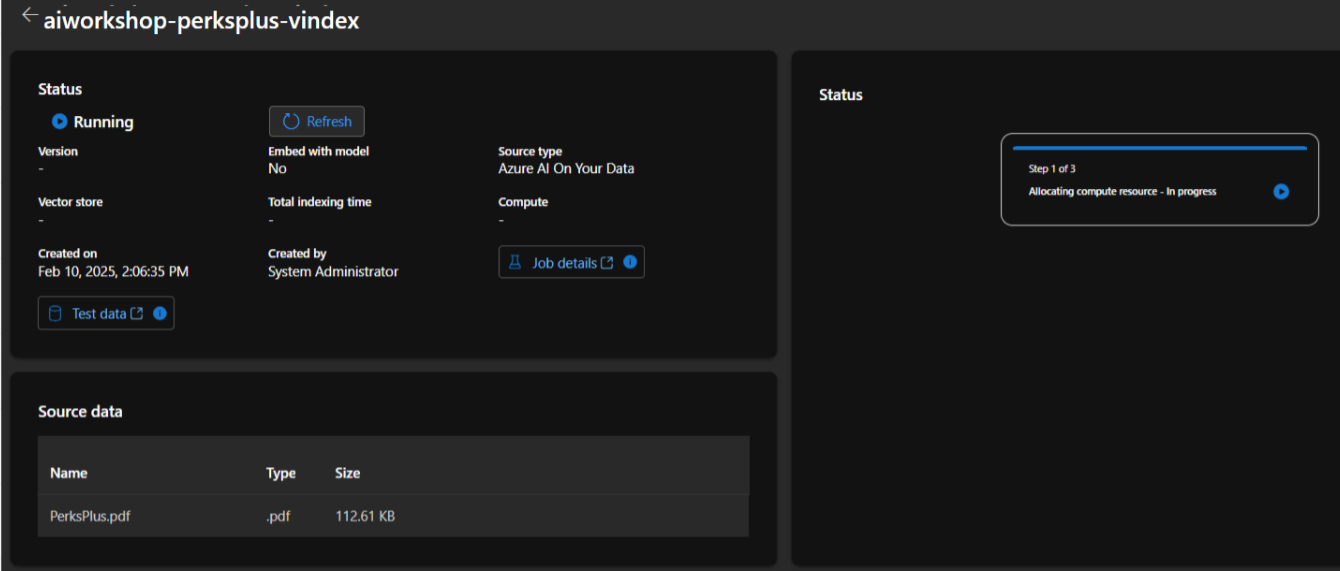 aiworkshop-perksplus-vindex
Status
Running
Refresh
Version
Embed with model
Source type
-
No
Azure AI On Your Data
Vector store
Total indexing time
Compute
-
-
-
Created on
Created by
Feb 10, 2025, 2:06:35 PM
System Administrator
Job details
Test data
Source data
Name
Type
Size
PerksPlus.pdf
.pdf
112.61 KB
Status
Step 1 of 3
Allocating compute resource - In progress